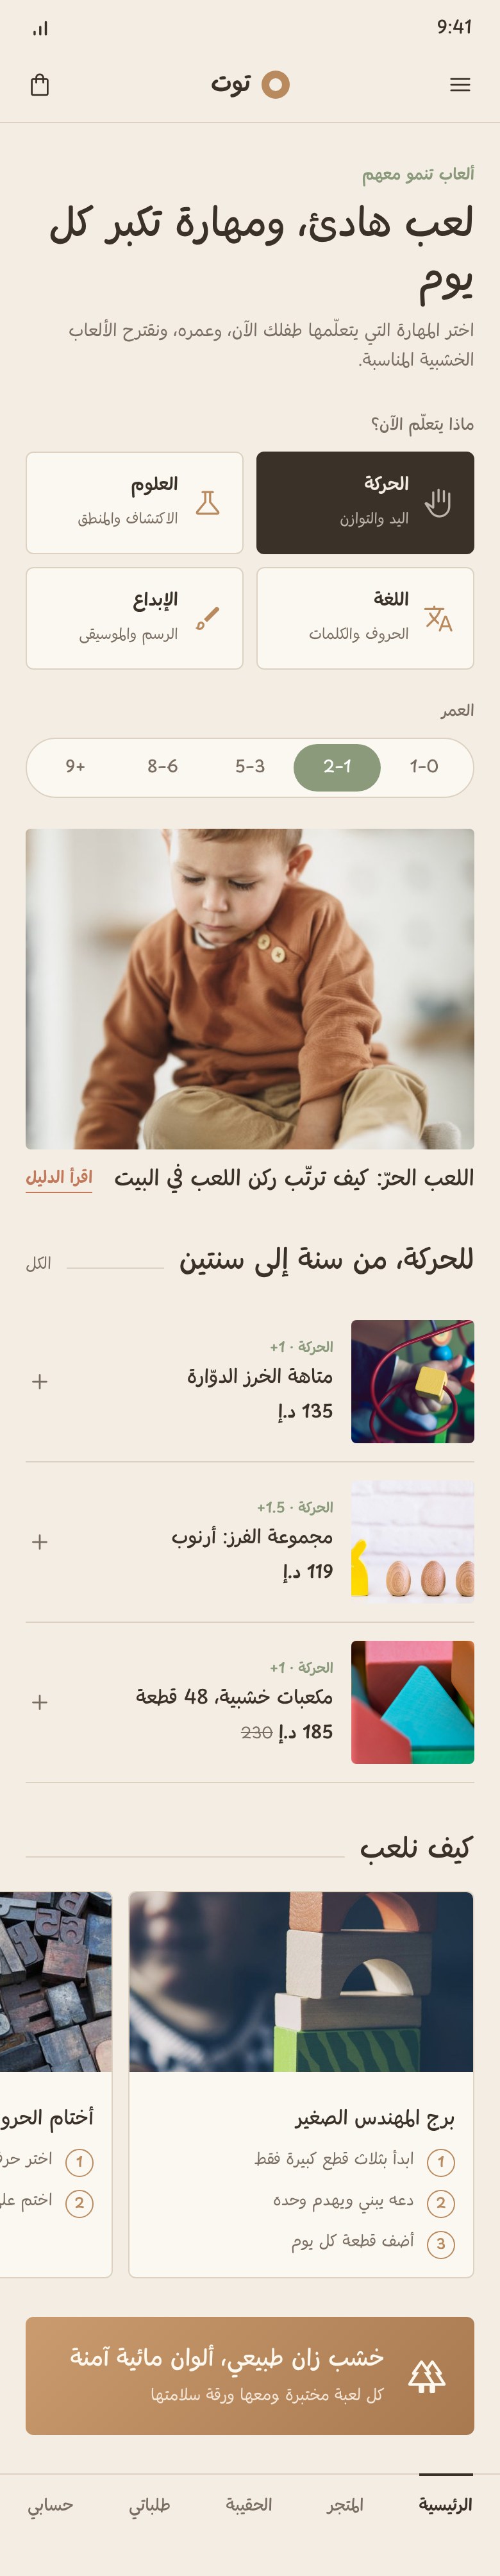 9:41
توت
ألعاب تنمو معهم
لعب هادئ، ومهارة تكبر كل
يوم
اختر المهارة التي يتعلّمها طفلك الآن، وعمره، ونقترح الألعاب
الخشبية المناسبة.
ماذا يتعلّم الآن؟
الحركة
اليد والتوازن
العلوم
الاكتشاف والمنطق
اللغة
الحروف والكلمات
الإبداع
الرسم والموسيقى
العمر
0–1
1–2
3–5
6–8
9+
اللعب الحرّ: كيف ترتّب ركن اللعب في البيت
اقرأ الدليل
للحركة، من سنة إلى سنتين
الكل
الحركة · 1+
متاهة الخرز الدوّارة
135 د.إ
الحركة · 1.5+
مجموعة الفرز: أرنوب
119 د.إ
الحركة · 1+
مكعبات خشبية، 48 قطعة
185 د.إ 230
كيف نلعب
برج المهندس الصغير
1 ابدأ بثلاث قطع كبيرة فقط
2 دعه يبني ويهدم وحده
3 أضف قطعة كل يوم
أختام
1 اختر
2 اختم
خشب زان طبيعي، ألوان مائية آمنة
كل لعبة مختبرة ومعها ورقة سلامتها
الرئيسية
المتجر
الحقيبة
طلباتي
حسابي